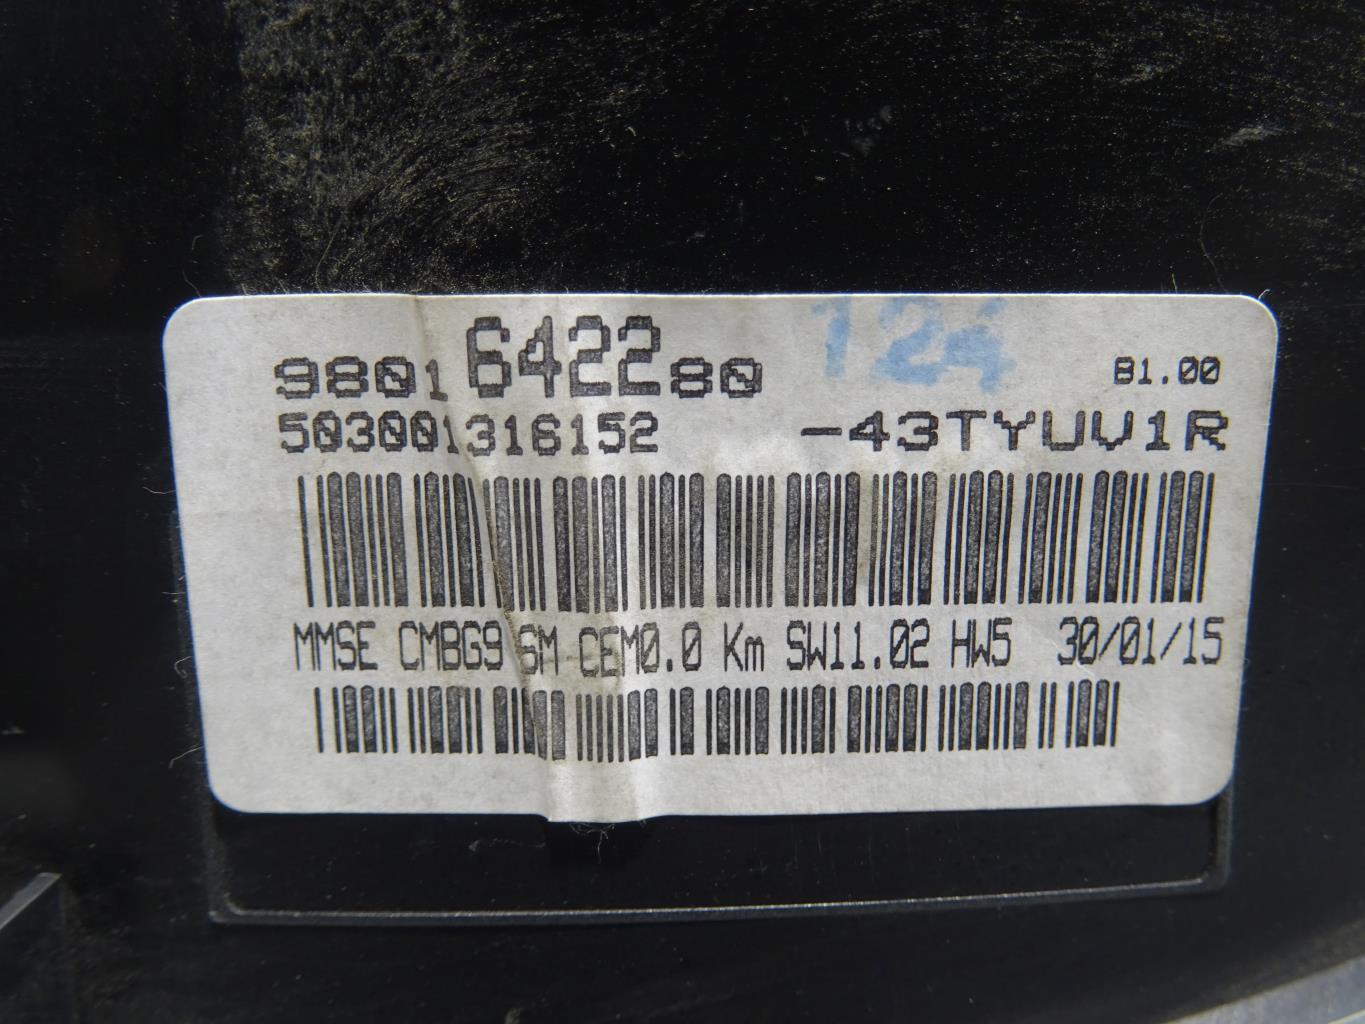 9801 6422 80 124 81.00
503001316152 -43TYUV1R
MMSE CMBG9 SM CEM0.0 Km SW11.02 HW5 30/01/15